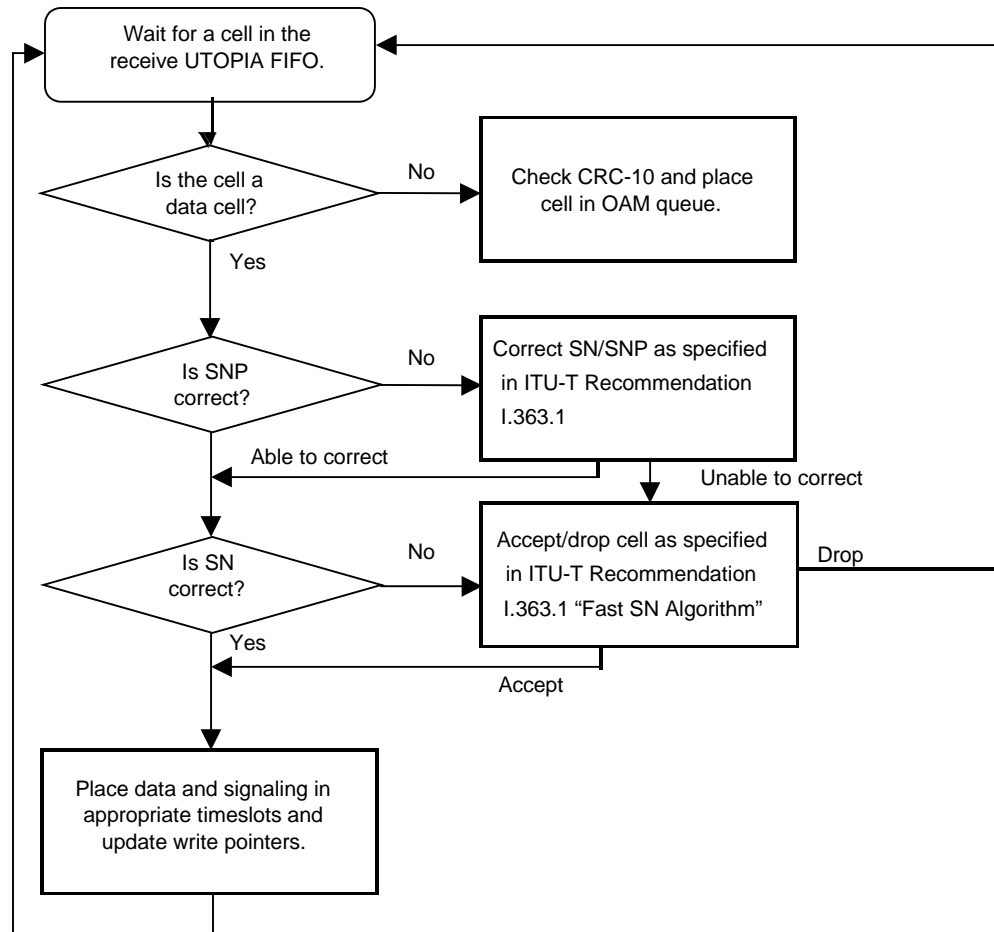 Wait for a cell in the
receive UTOPIA FIFO.
Is the cell a
data cell?
No
Check CRC-10 and place
cell in OAM queue.
Yes
Is SNP
correct?
No
Correct SN/SNP as specified
in ITU-T Recommendation
I.363.1
Able to correct
Unable to correct
Is SN
correct?
No
Accept/drop cell as specified
in ITU-T Recommendation
I.363.1 “Fast SN Algorithm”
Drop
Yes
Accept
Place data and signaling in
appropriate timeslots and
update write pointers.